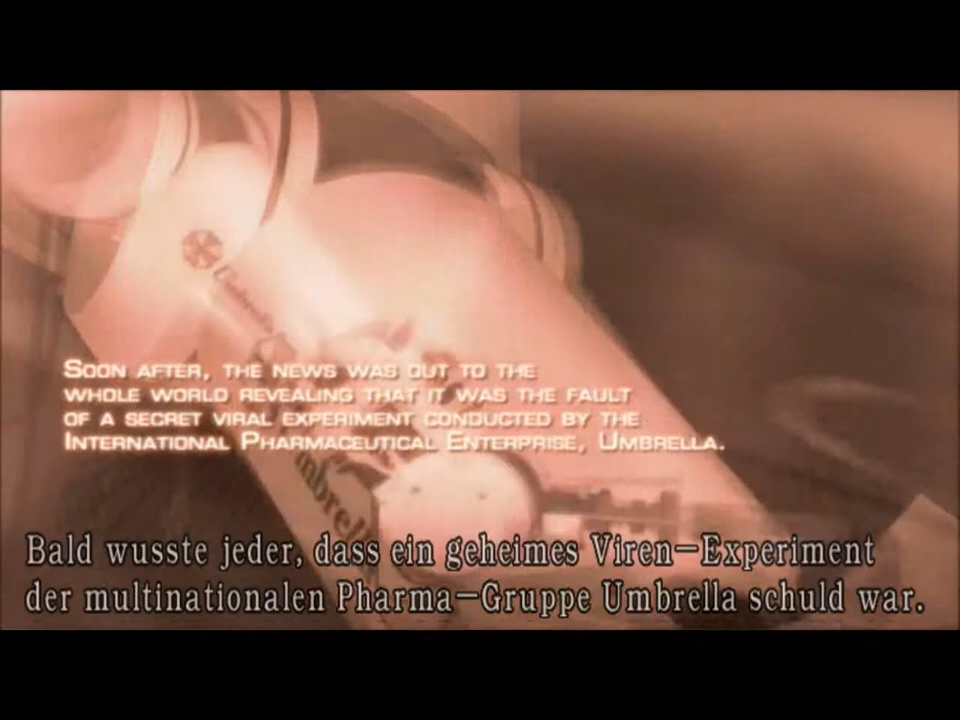 Umbrella
SOON AFTER, THE NEWS WAS OUT TO THE
WHOLE WORLD REVEALING THAT IT WAS THE FAULT
OF A SECRET VIRAL EXPERIMENT CONDUCTED BY THE
INTERNATIONAL PHARMACEUTICAL ENTERPRISE, UMBRELLA.
Bald wusste jeder, dass ein geheimes Viren-Experiment
der multinationalen Pharma-Gruppe Umbrella schuld war.